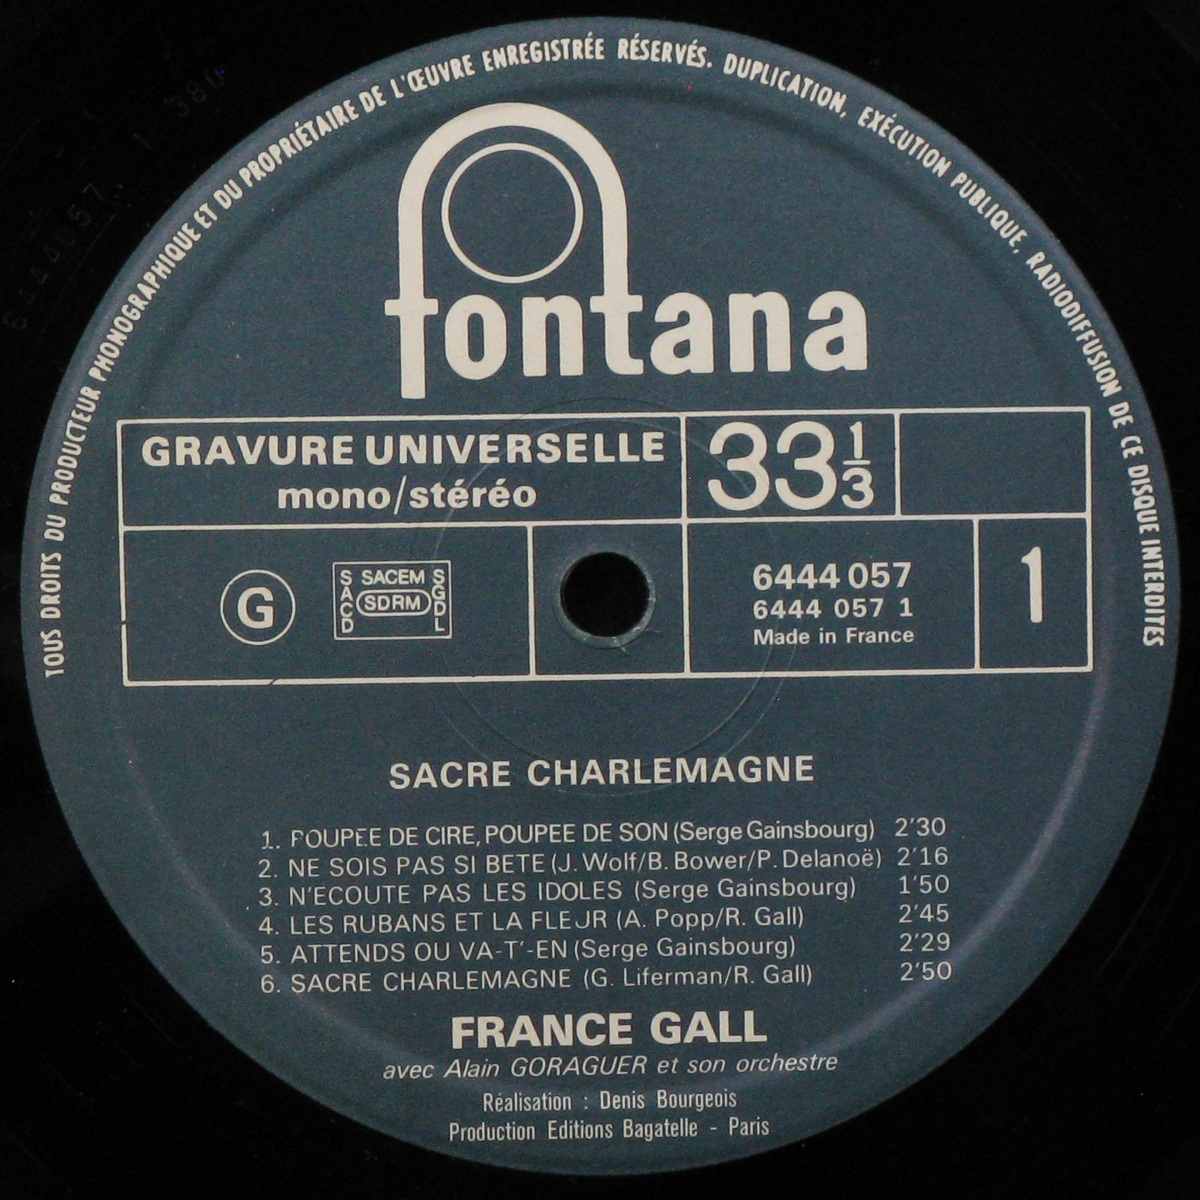 TOUS DROITS DU PRODUCTEUR PHONOGRAPHIQUE ET DU PROPRIÉTAIRE DE L'ŒUVRE ENREGISTRÉE RÉSERVÉS. DUPLICATION, EXÉCUTION PUBLIQUE, RADIODIFFUSION DE CE DISQUE INTERDITES
fontana
GRAVURE UNIVERSELLE
mono/stéréo
33 1/3
G
SACEM
SACD
SDRM
SGDL
6444 057
6444 057 1
Made in France
1
SACRE CHARLEMAGNE
1. POUPEE DE CIRE, POUPEE DE SON (Serge Gainsbourg) 2'30
2. NE SOIS PAS SI BETE (J. Wolf/B. Bower/P. Delanoë) 2'16
3. N'ECOUTE PAS LES IDOLES (Serge Gainsbourg) 1'50
4. LES RUBANS ET LA FLEUR (A. Popp/R. Gall) 2'45
5. ATTENDS OU VA-T'-EN (Serge Gainsbourg) 2'29
6. SACRE CHARLEMAGNE (G. Liferman/R. Gall) 2'50
FRANCE GALL
avec Alain GORAGUER et son orchestre
Réalisation : Denis Bourgeois
Production Editions Bagatelle - Paris